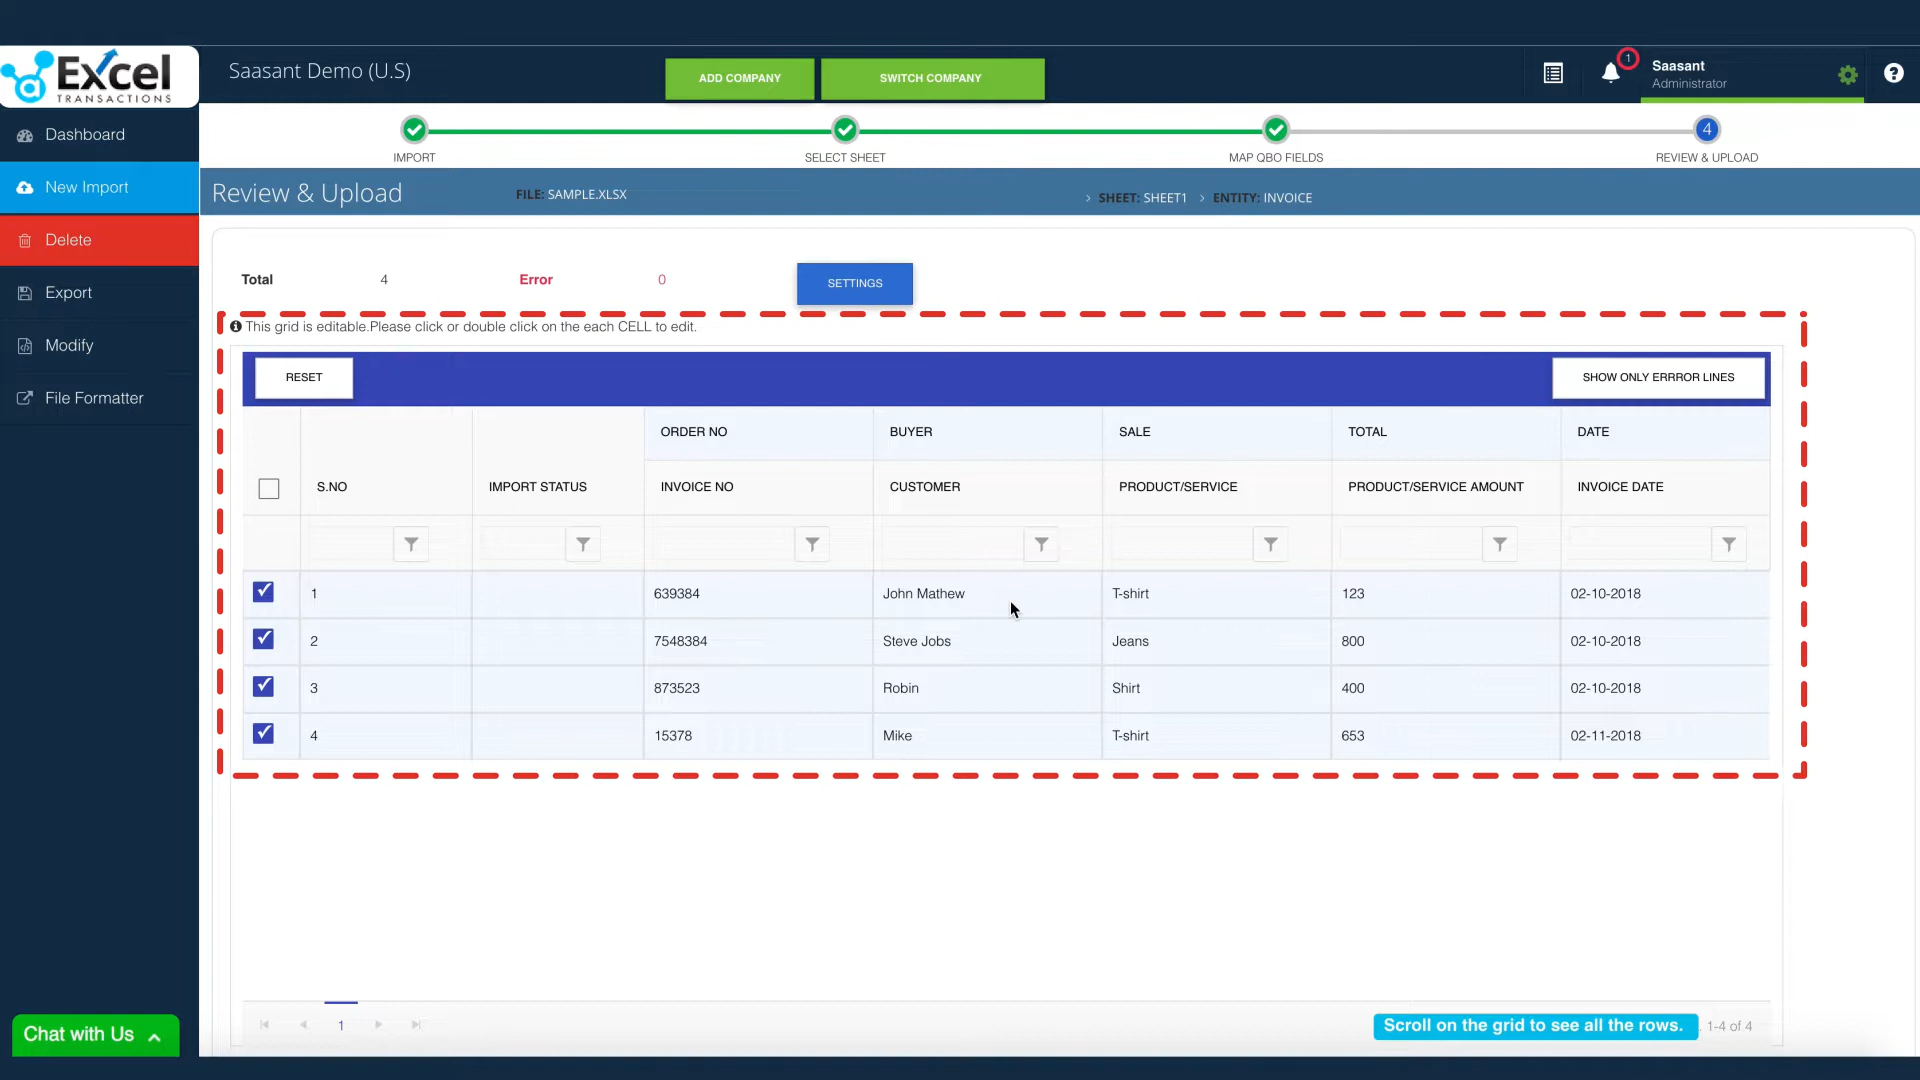 Excel
TRANSACTIONS
Saasant Demo (U.S)
ADD COMPANY
SWITCH COMPANY
1
Saasant
Administrator
Dashboard
New Import
Delete
Export
Modify
File Formatter
4
IMPORT
SELECT SHEET
MAP QBO FIELDS
REVIEW & UPLOAD
Review & Upload
FILE: SAMPLE.XLSX
> SHEET: SHEET1 > ENTITY: INVOICE
Total 4 Error 0
SETTINGS
This grid is editable.Please click or double click on the each CELL to edit.
RESET
SHOW ONLY ERRROR LINES
ORDER NO BUYER SALE TOTAL DATE
S.NO IMPORT STATUS INVOICE NO CUSTOMER PRODUCT/SERVICE PRODUCT/SERVICE AMOUNT INVOICE DATE
1 639384 John Mathew T-shirt 123 02-10-2018
2 7548384 Steve Jobs Jeans 800 02-10-2018
3 873523 Robin Shirt 400 02-10-2018
4 15378 Mike T-shirt 653 02-11-2018
1
Scroll on the grid to see all the rows.
1-4 of 4
Chat with Us